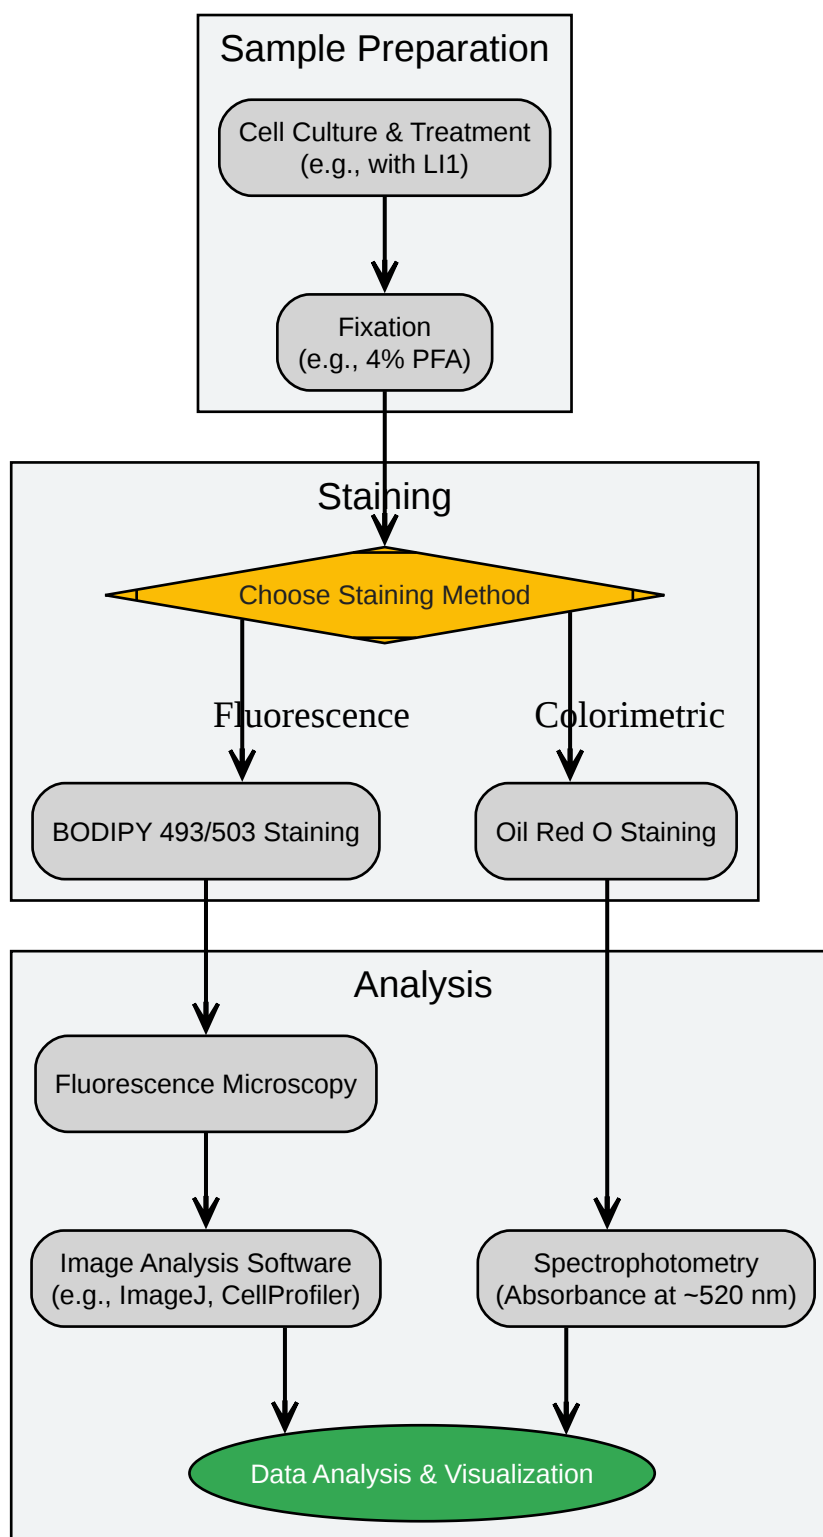 Sample Preparation
Cell Culture & Treatment
(e.g., with LI1)
Fixation
(e.g., 4% PFA)
Staining
Choose Staining Method
Fluorescence
Colorimetric
BODIPY 493/503 Staining
Oil Red O Staining
Analysis
Fluorescence Microscopy
Image Analysis Software
(e.g., ImageJ, CellProfiler)
Spectrophotometry
(Absorbance at ~520 nm)
Data Analysis & Visualization